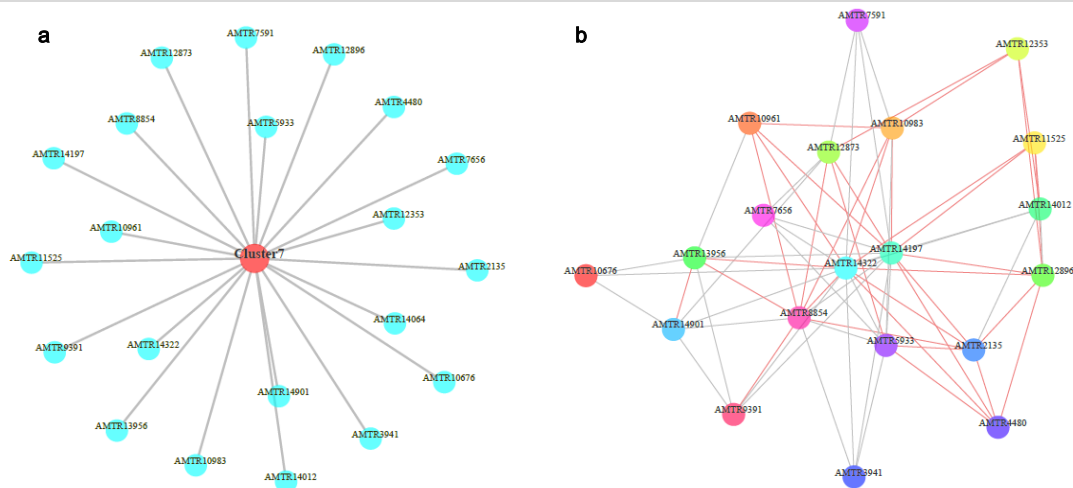 a
AMTR7591
AMTR12873
AMTR12896
AMTR4480
AMTR8854
AMTR5933
AMTR14197
AMTR7656
AMTR12353
AMTR10961
Cluster7
AMTR11525
AMTR2135
AMTR14064
AMTR9391
AMTR14322
AMTR10676
AMTR14901
AMTR13956
AMTR3941
AMTR10983
AMTR14012
b
AMTR7591
AMTR12353
AMTR10961
AMTR10983
AMTR11525
AMTR12873
AMTR14012
AMTR7656
AMTR14197
AMTR13956
AMTR14322
AMTR10676
AMTR12896
AMTR8854
AMTR14901
AMTR5933
AMTR2135
AMTR9391
AMTR4480
AMTR3941